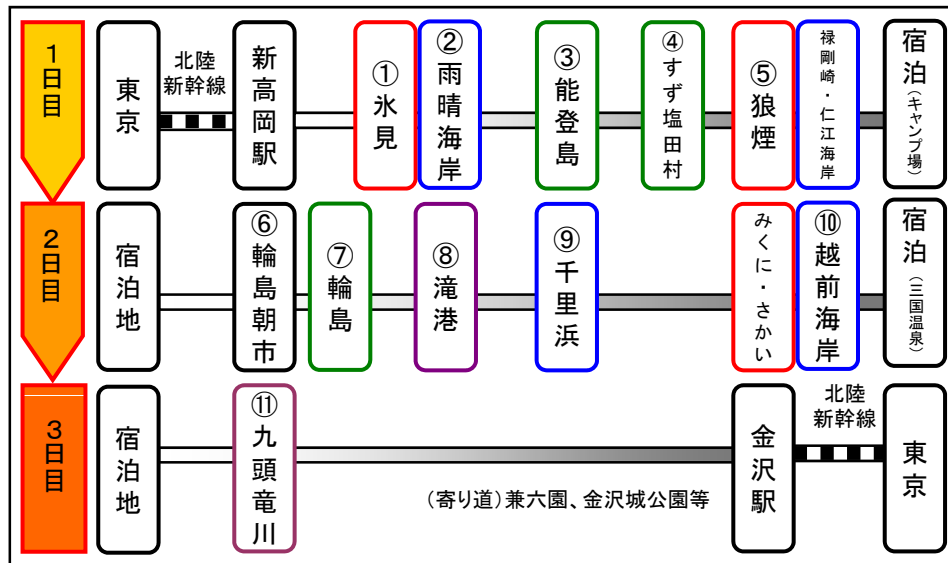 1日目
東京
北陸
新幹線
新高岡駅
①氷見
②雨晴海岸
③能登島
④すず塩田村
⑤狼煙
禄剛崎・仁江海岸
宿泊(キャンプ場)
2日目
宿泊地
⑥輪島朝市
⑦輪島
⑧滝港
⑨千里浜
みくに・さかい
⑩越前海岸
宿泊(三国温泉)
3日目
宿泊地
⑪九頭竜川
(寄り道)兼六園、金沢城公園等
金沢駅
北陸
新幹線
東京